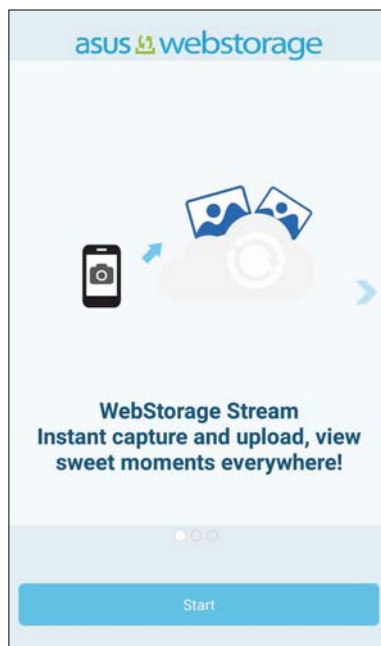 asus webstorage
WebStorage Stream
Instant capture and upload, view
sweet moments everywhere!
Start